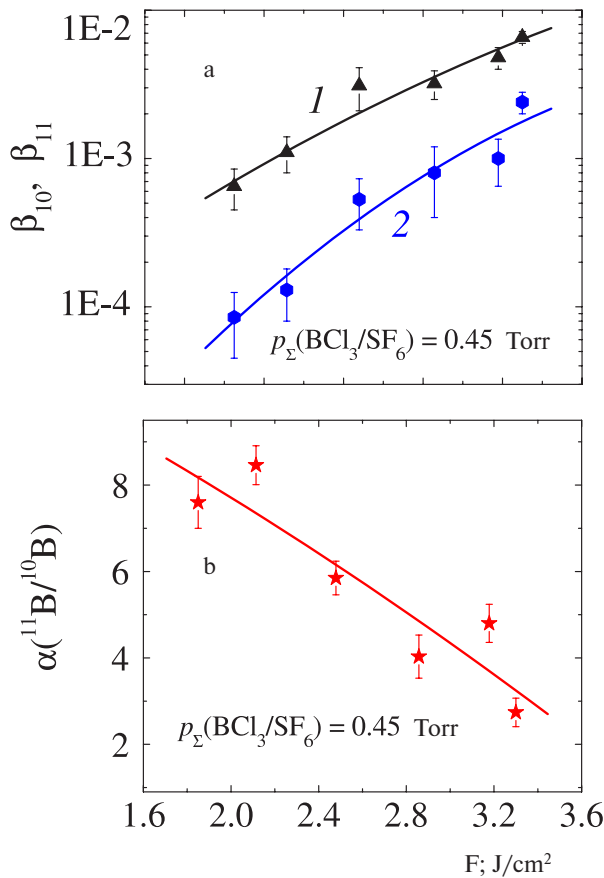 1E-2
a
1
1E-3
β10, β11
2
1E-4
pΣ(BCl3/SF6) = 0.45 Torr
8
6
b
α(11B/10B)
4
pΣ(BCl3/SF6) = 0.45 Torr
2
1.6 2.0 2.4 2.8 3.2 3.6
F; J/cm2